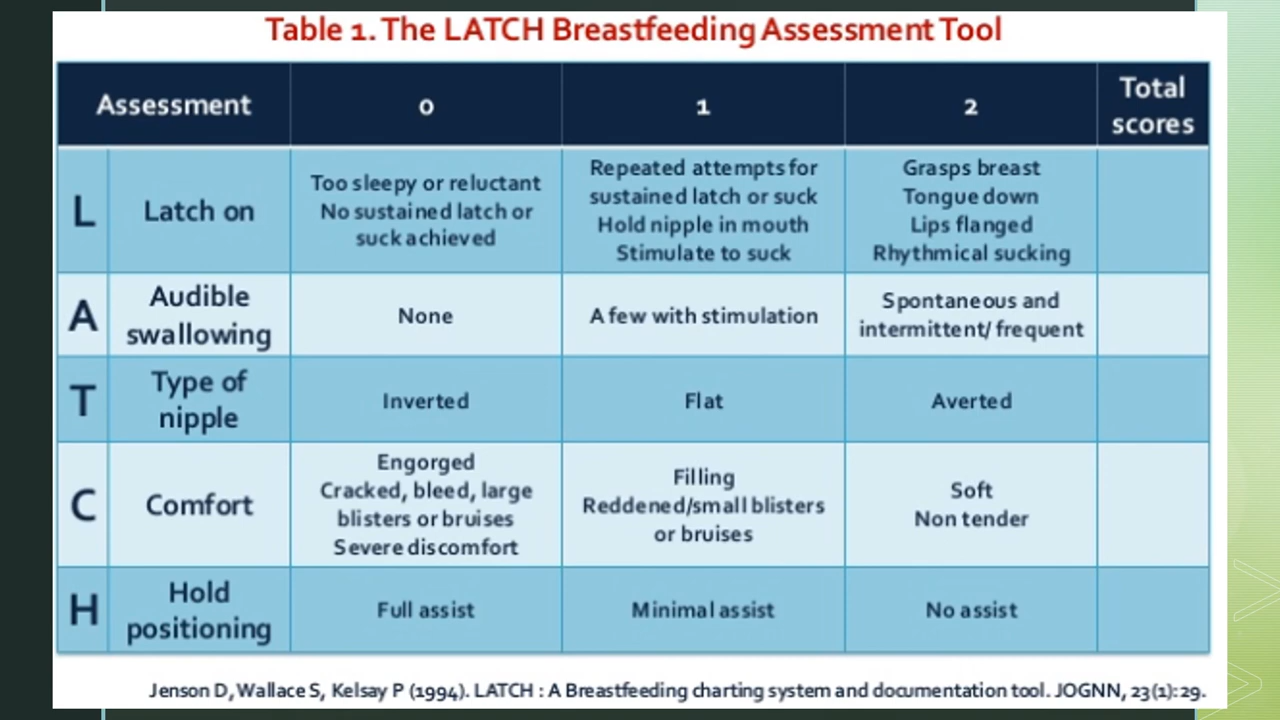 Table 1. The LATCH Breastfeeding Assessment Tool
Assessment
0
1
2
Total
scores
L
Latch on
Too sleepy or reluctant
No sustained latch or
suck achieved
Repeated attempts for
sustained latch or suck
Hold nipple in mouth
Stimulate to suck
Grasps breast
Tongue down
Lips flanged
Rhythmical sucking
A
Audible
swallowing
None
A few with stimulation
Spontaneous and
intermittent/ frequent
T
Type of
nipple
Inverted
Flat
Averted
C
Comfort
Engorged
Cracked, bleed, large
blisters or bruises
Severe discomfort
Filling
Reddened/small blisters
or bruises
Soft
Non tender
H
Hold
positioning
Full assist
Minimal assist
No assist
Jenson D, Wallace S, Kelsay P (1994). LATCH : A Breastfeeding charting system and documentation tool. JOGNN, 23(1):29.